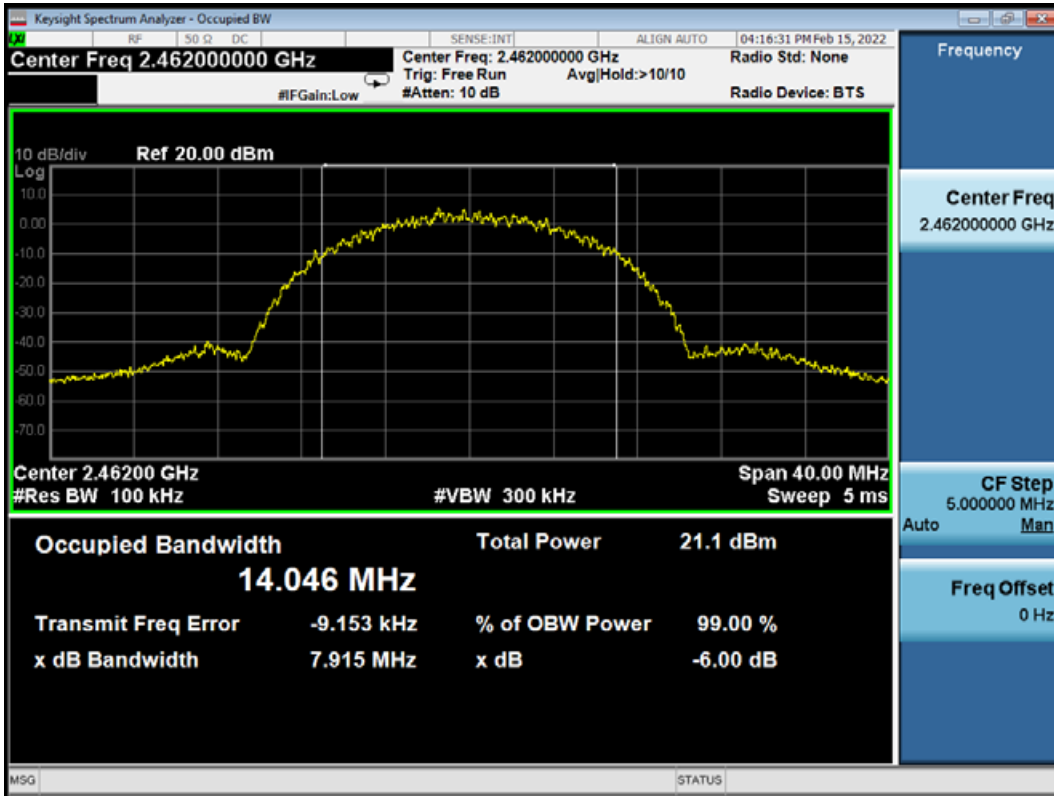 Keysight Spectrum Analyzer - Occupied BW
LXI RF 50 Ω DC SENSE:INT ALIGN AUTO 04:16:31 PM Feb 15, 2022
Center Freq 2.462000000 GHz
Center Freq: 2.462000000 GHz
Radio Std: None
Trig: Free Run Avg|Hold:>10/10
#IFGain:Low
#Atten: 10 dB
Radio Device: BTS
10 dB/div Ref 20.00 dBm
Log
10.0
0.00
-10.0
-20.0
-30.0
-40.0
-50.0
-60.0
-70.0
Center 2.46200 GHz Span 40.00 MHz
#Res BW 100 kHz #VBW 300 kHz Sweep 5 ms
Occupied Bandwidth Total Power 21.1 dBm
14.046 MHz
Transmit Freq Error -9.153 kHz % of OBW Power 99.00 %
x dB Bandwidth 7.915 MHz x dB -6.00 dB
MSG STATUS
Frequency
Center Freq
2.462000000 GHz
CF Step
5.000000 MHz
Auto Man
Freq Offset
0 Hz